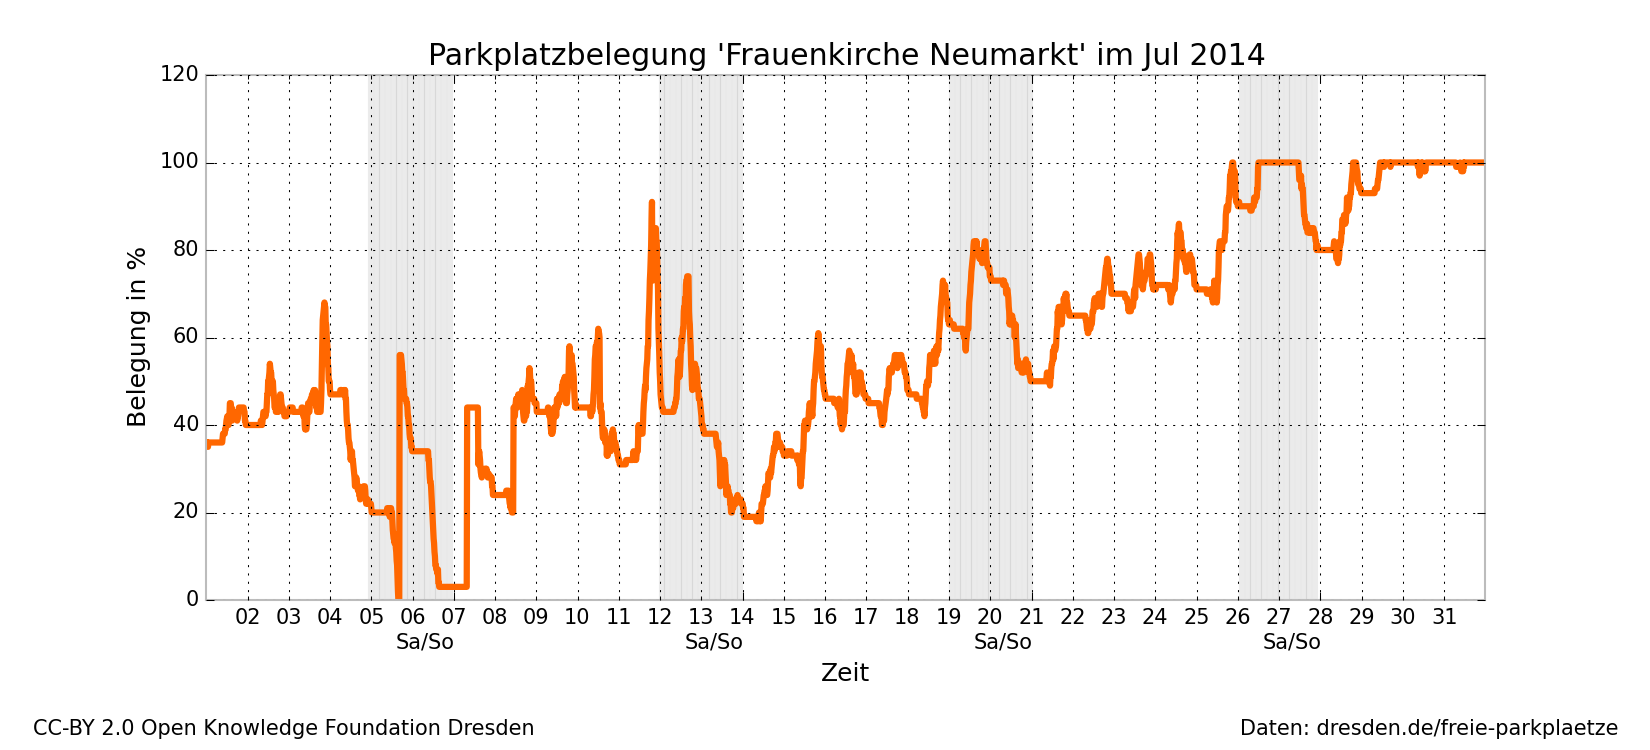 Parkplatzbelegung 'Frauenkirche Neumarkt' im Jul 2014
120
100
80
60
40
20
0
Belegung in %
02 03 04 05 06 07 08 09 10 11 12 13 14 15 16 17 18 19 20 21 22 23 24 25 26 27 28 29 30 31
Sa/So Sa/So Sa/So Sa/So
Zeit
CC-BY 2.0 Open Knowledge Foundation Dresden
Daten: dresden.de/freie-parkplaetze